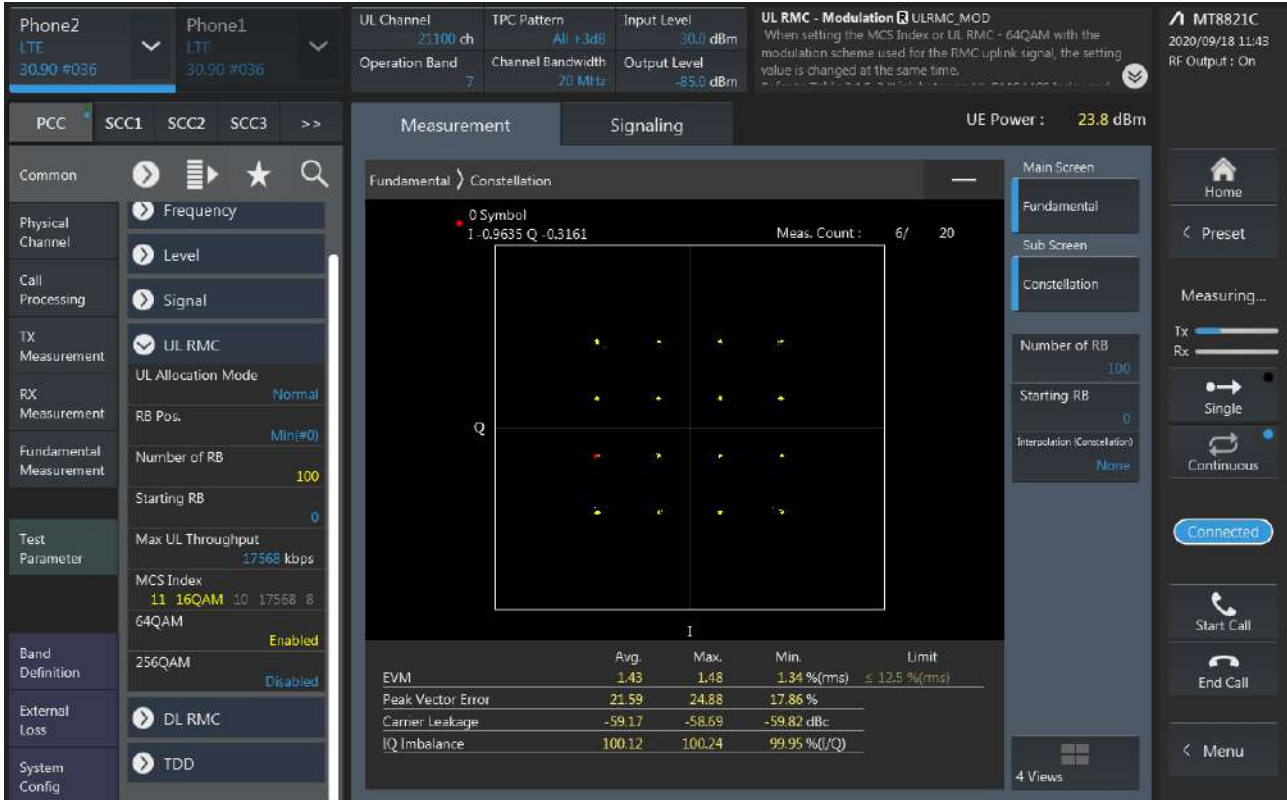 Phone2
LTE
30.90 #036
Phone1
LTE
30.90 #036
UL Channel
21100 ch
TPC Pattern
All +3dB
Input Level
30.0 dBm
Operation Band
7
Channel Bandwidth
20 MHz
Output Level
-85.0 dBm
UL RMC - Modulation R ULRMC_MOD
When setting the MCS Index or UL RMC - 64QAM with the
modulation scheme used for the RMC uplink signal, the setting
value is changed at the same time.
MT8821C
2020/09/18 11:43
RF Output : On
PCC SCC1 SCC2 SCC3 >>
Measurement
Signaling
UE Power : 23.8 dBm
Common
Physical
Channel
Call
Processing
TX
Measurement
RX
Measurement
Fundamental
Measurement
Test
Parameter
Band
Definition
External
Loss
System
Config
Frequency
Level
Signal
UL RMC
UL Allocation Mode
Normal
RB Pos.
Min(#0)
Number of RB
100
Starting RB
0
Max UL Throughput
17568 kbps
MCS Index
11 16QAM 10 17568 8
64QAM
Enabled
256QAM
Disabled
DL RMC
TDD
Fundamental > Constellation
0 Symbol
I -0.9635 Q -0.3161
Meas. Count : 6/ 20
Q
I
Avg. Max. Min. Limit
EVM 1.43 1.48 1.34 %(rms) ≤ 12.5 %(rms)
Peak Vector Error 21.59 24.88 17.86 %
Carrier Leakage -59.17 -58.69 -59.82 dBc
IQ Imbalance 100.12 100.24 99.95 %(I/Q)
Main Screen
Fundamental
Sub Screen
Constellation
Number of RB
100
Starting RB
0
Interpolation (Constellation)
None
4 Views
Home
< Preset
Measuring...
Tx
Rx
Single
Continuous
Connected
Start Call
End Call
< Menu